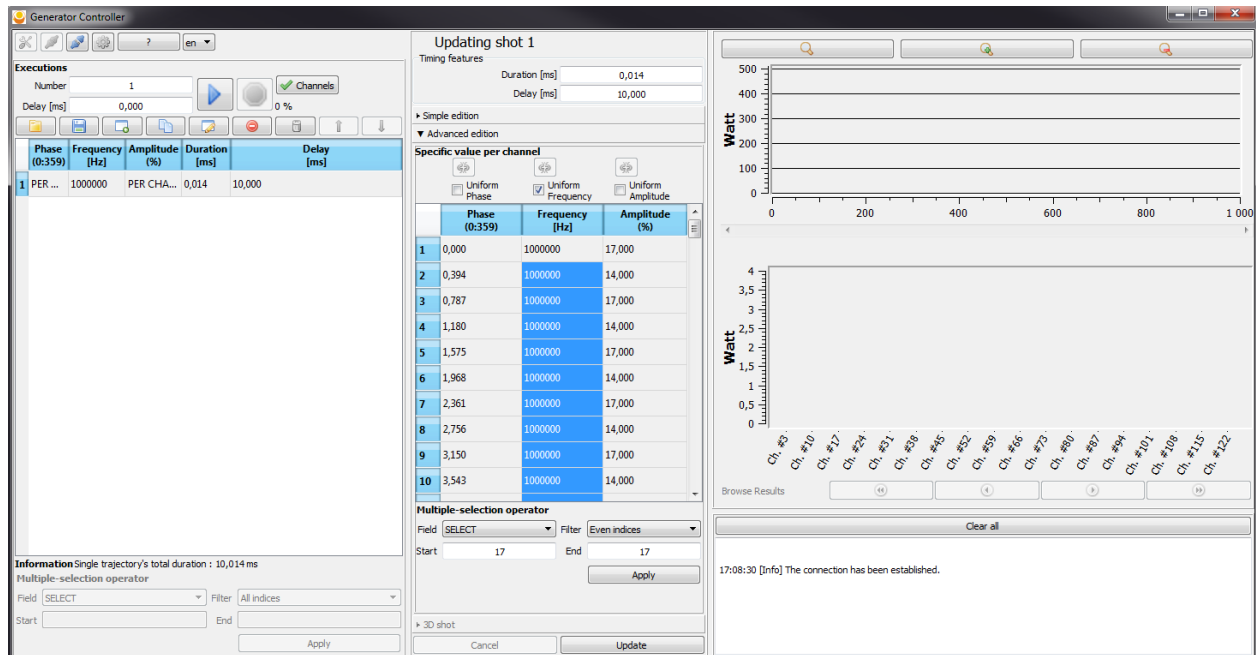 Generator Controller
? en
Executions
Number 1
Delay [ms] 0,000
Channels
0 %
Phase (0:359) Frequency [Hz] Amplitude (%) Duration [ms] Delay [ms]
1 PER ... 1000000 PER CHA... 0,014 10,000
Information Single trajectory's total duration : 10,014 ms
Multiple-selection operator
Field SELECT Filter All indices
Start End
Apply
Updating shot 1
Timing features
Duration [ms] 0,014
Delay [ms] 10,000
Simple edition
Advanced edition
Specific value per channel
Uniform Phase Uniform Frequency Uniform Amplitude
Phase (0:359) Frequency [Hz] Amplitude (%)
1 0,000 1000000 17,000
2 0,394 1000000 14,000
3 0,787 1000000 17,000
4 1,180 1000000 14,000
5 1,575 1000000 17,000
6 1,968 1000000 14,000
7 2,361 1000000 17,000
8 2,756 1000000 14,000
9 3,150 1000000 17,000
10 3,543 1000000 14,000
Multiple-selection operator
Field SELECT Filter Even indices
Start 17 End 17
Apply
3D shot
Cancel Update
Watt
500
400
300
200
100
0
0 200 400 600 800 1 000
Watt
4
3,5
3
2,5
2
1,5
1
0,5
0
Ch. #3 Ch. #10 Ch. #17 Ch. #24 Ch. #31 Ch. #38 Ch. #45 Ch. #52 Ch. #59 Ch. #66 Ch. #73 Ch. #80 Ch. #87 Ch. #94 Ch. #101 Ch. #108 Ch. #115 Ch. #122
Browse Results
Clear all
17:08:30 [Info] The connection has been established.